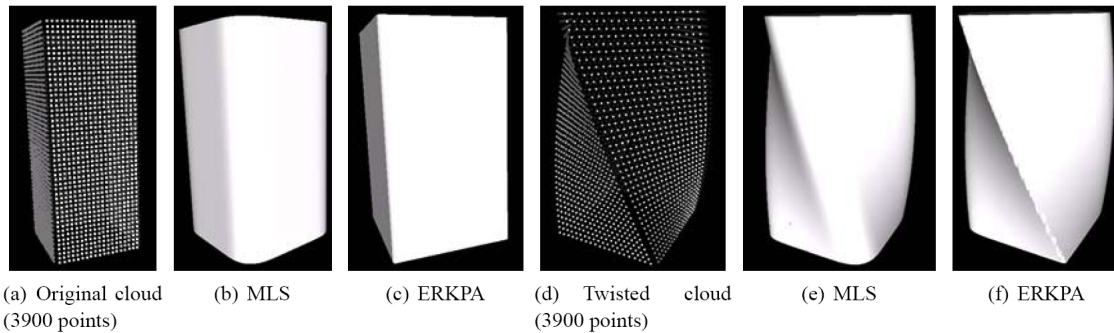 (a) Original cloud
(3900 points)
(b) MLS
(c) ERKPA
(d) Twisted cloud
(3900 points)
(e) MLS
(f) ERKPA